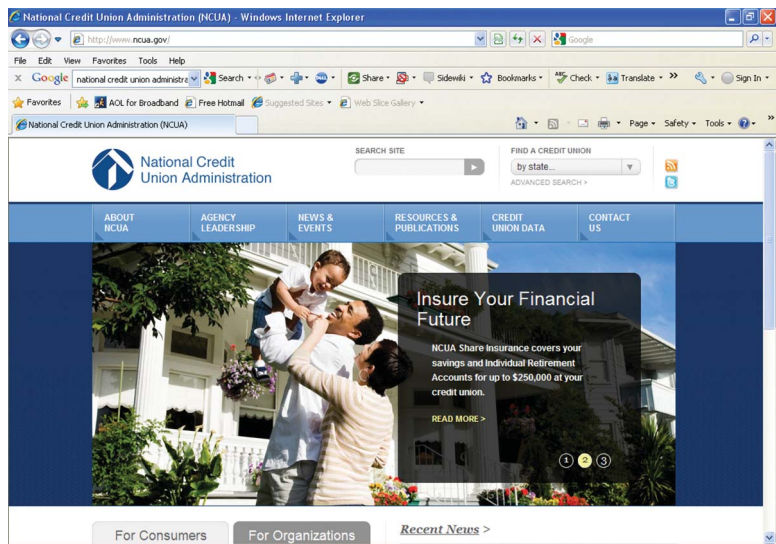 National Credit Union Administration (NCUA) - Windows Internet Explorer
http://www.ncua.gov/
Google
File Edit View Favorites Tools Help
x Google national credit union administra Search Share Sidewiki Bookmarks Check Translate >> Sign In
Favorites AOL for Broadband Free Hotmail Suggested Sites Web Slice Gallery
National Credit Union Administration (NCUA)
Page Safety Tools >>
National Credit
Union Administration
SEARCH SITE
FIND A CREDIT UNION
by state...
ADVANCED SEARCH >
ABOUT
NCUA
AGENCY
LEADERSHIP
NEWS &
EVENTS
RESOURCES &
PUBLICATIONS
CREDIT
UNION DATA
CONTACT
US
Insure Your Financial
Future
NCUA Share Insurance covers your
savings and Individual Retirement
Accounts for up to $250,000 at your
credit union.
READ MORE >
1 2 3
For Consumers
For Organizations
Recent News >